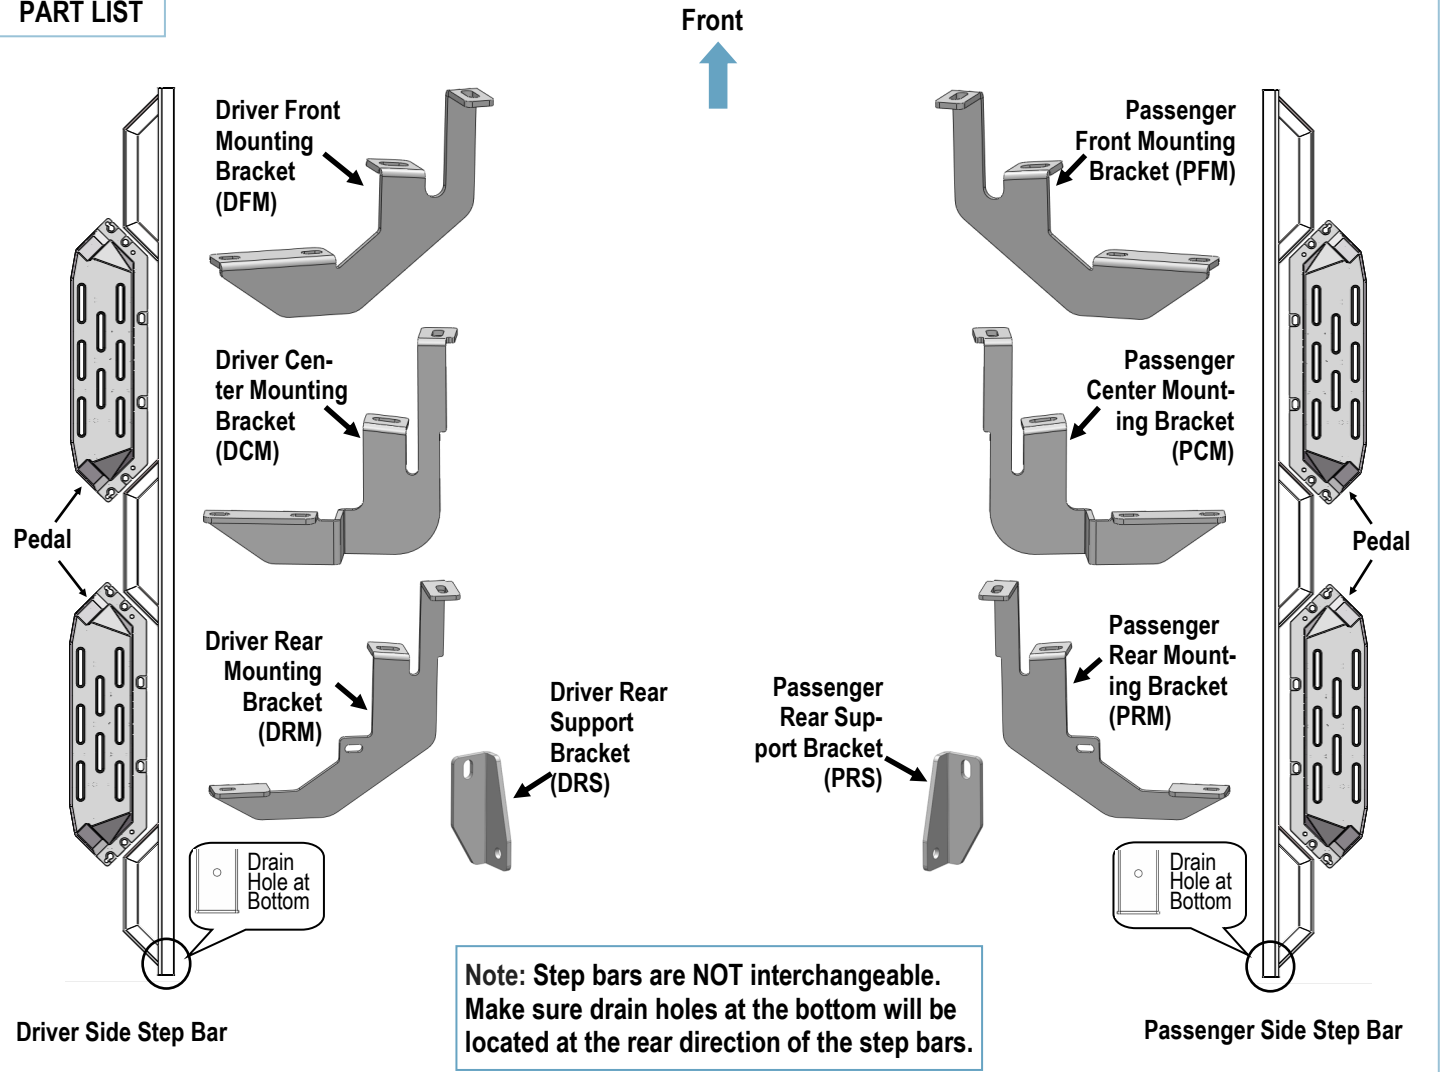 PART LIST
Front
Driver Front
Mounting
Bracket
(DFM)
Passenger
Front Mounting
Bracket (PFM)
Driver Cen-
ter Mounting
Bracket
(DCM)
Passenger
Center Mount-
ing Bracket
(PCM)
Pedal
Pedal
Driver Rear
Mounting
Bracket
(DRM)
Driver Rear
Support
Bracket
(DRS)
Passenger
Rear Sup-
port Bracket
(PRS)
Passenger
Rear Mount-
ing Bracket
(PRM)
Drain
Hole at
Bottom
Drain
Hole at
Bottom
Note: Step bars are NOT interchangeable.
Make sure drain holes at the bottom will be
located at the rear direction of the step bars.
Driver Side Step Bar
Passenger Side Step Bar